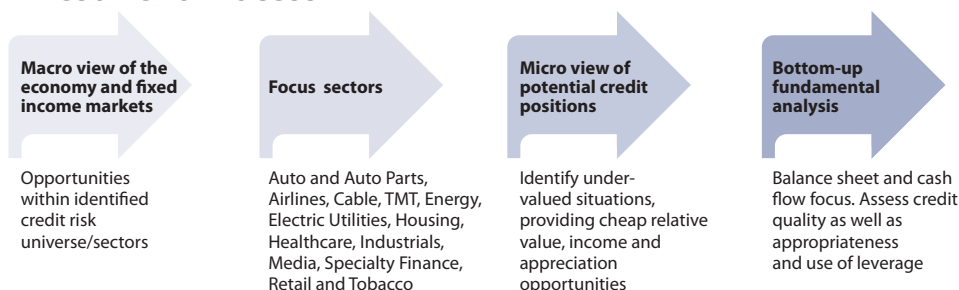 Macro view of the
economy and fixed
income markets
Opportunities
within identified
credit risk
universe/sectors
Focus sectors
Auto and Auto Parts,
Airlines, Cable, TMT, Energy,
Electric Utilities, Housing,
Healthcare, Industrials,
Media, Specialty Finance,
Retail and Tobacco
Micro view of
potential credit
positions
Identify under-
valued situations,
providing cheap relative
value, income and
appreciation
opportunities
Bottom-up
fundamental
analysis
Balance sheet and cash
flow focus. Assess credit
quality as well as
appropriateness
and use of leverage